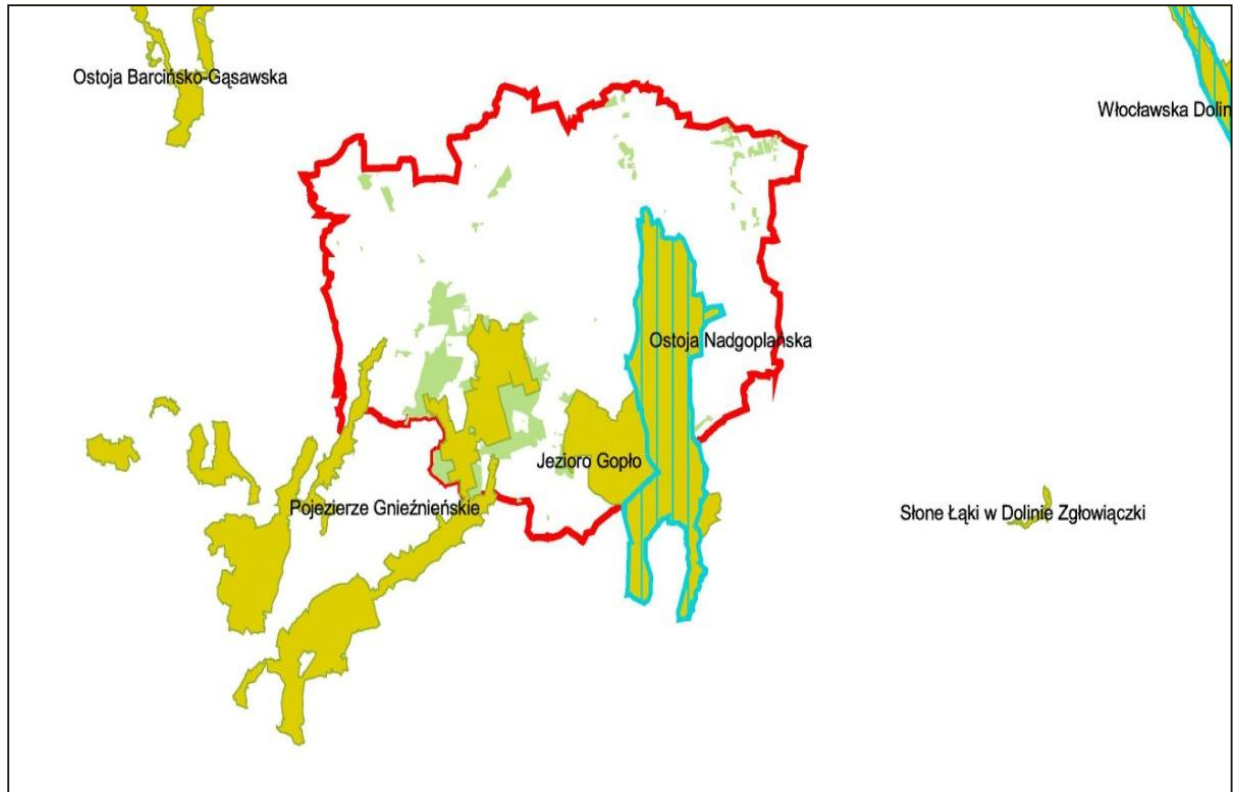 Ostoja Barcińsko-Gąsawska
Włocławska Dolin
Ostoja Nadgoplańska
Jezioro Gopło
Pojezierze Gnieźnieńskie
Słone Łąki w Dolinie Zgłowiączki